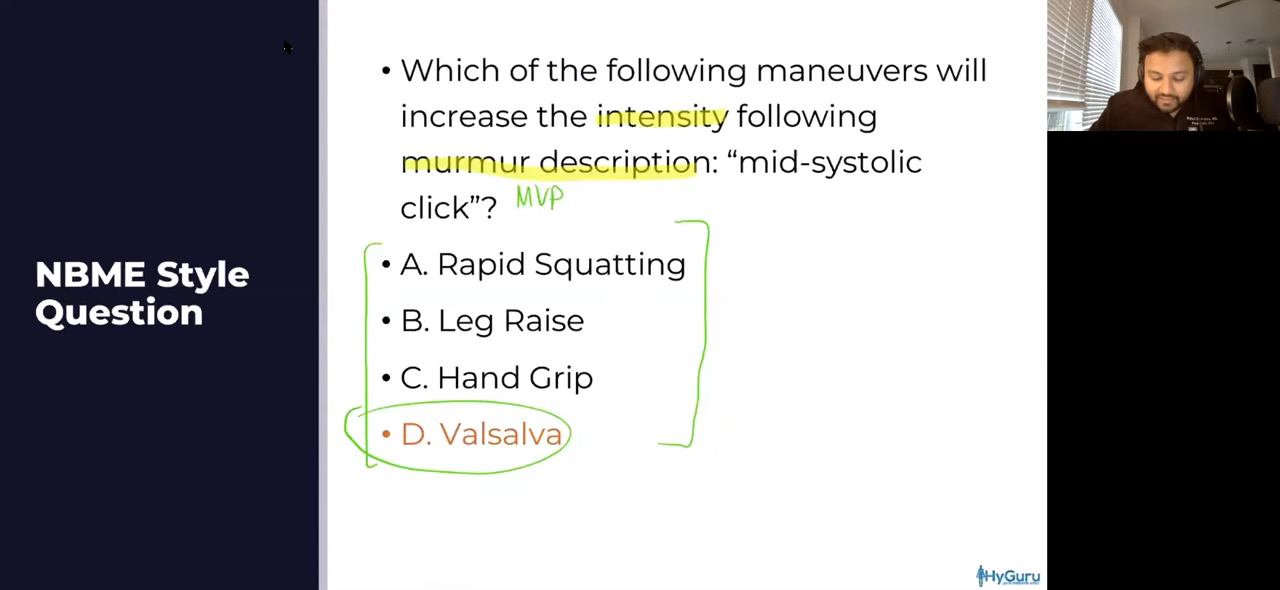 • Which of the following maneuvers will
increase the intensity following
murmur description: “mid-systolic
click”? MVP
• A. Rapid Squatting
• B. Leg Raise
• C. Hand Grip
• D. Valsalva
NBME Style
Question
HyGuru